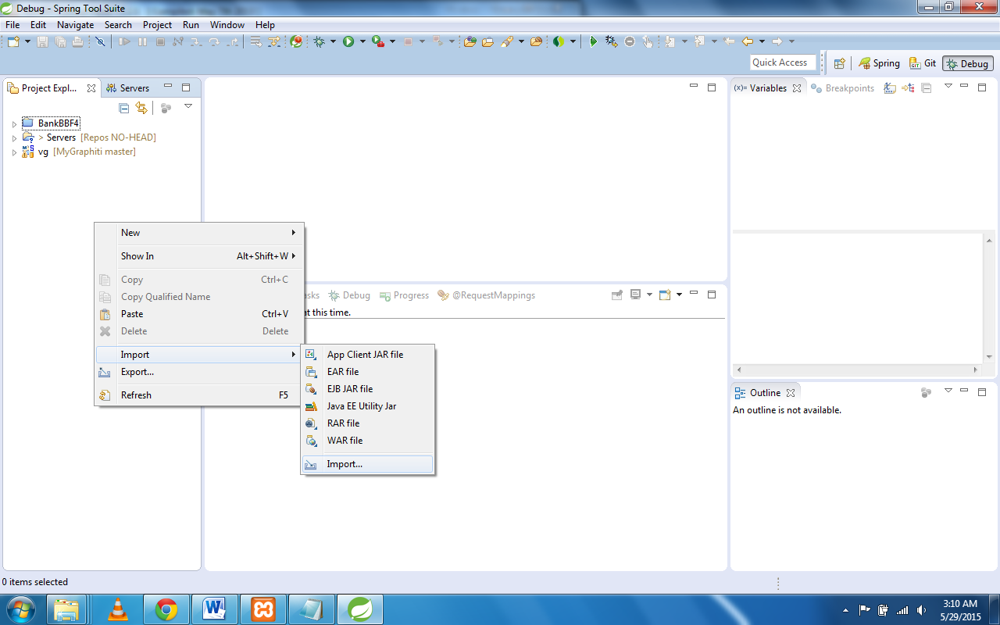 Debug - Spring Tool Suite
File Edit Navigate Search Project Run Window Help
Quick Access
Spring
Git
Debug
Project Expl...
Servers
BankBBF4
> Servers [Repos NO-HEAD]
vg [MyGraphiti master]
(x)= Variables
Breakpoints
New
Show In Alt+Shift+W
Copy Ctrl+C
Copy Qualified Name
Paste Ctrl+V
Delete Delete
Import
Export...
Refresh F5
Debug
Progress
@RequestMappings
at this time.
App Client JAR file
EAR file
EJB JAR file
Java EE Utility Jar
RAR file
WAR file
Import...
Outline
An outline is not available.
0 items selected
3:10 AM
5/29/2015